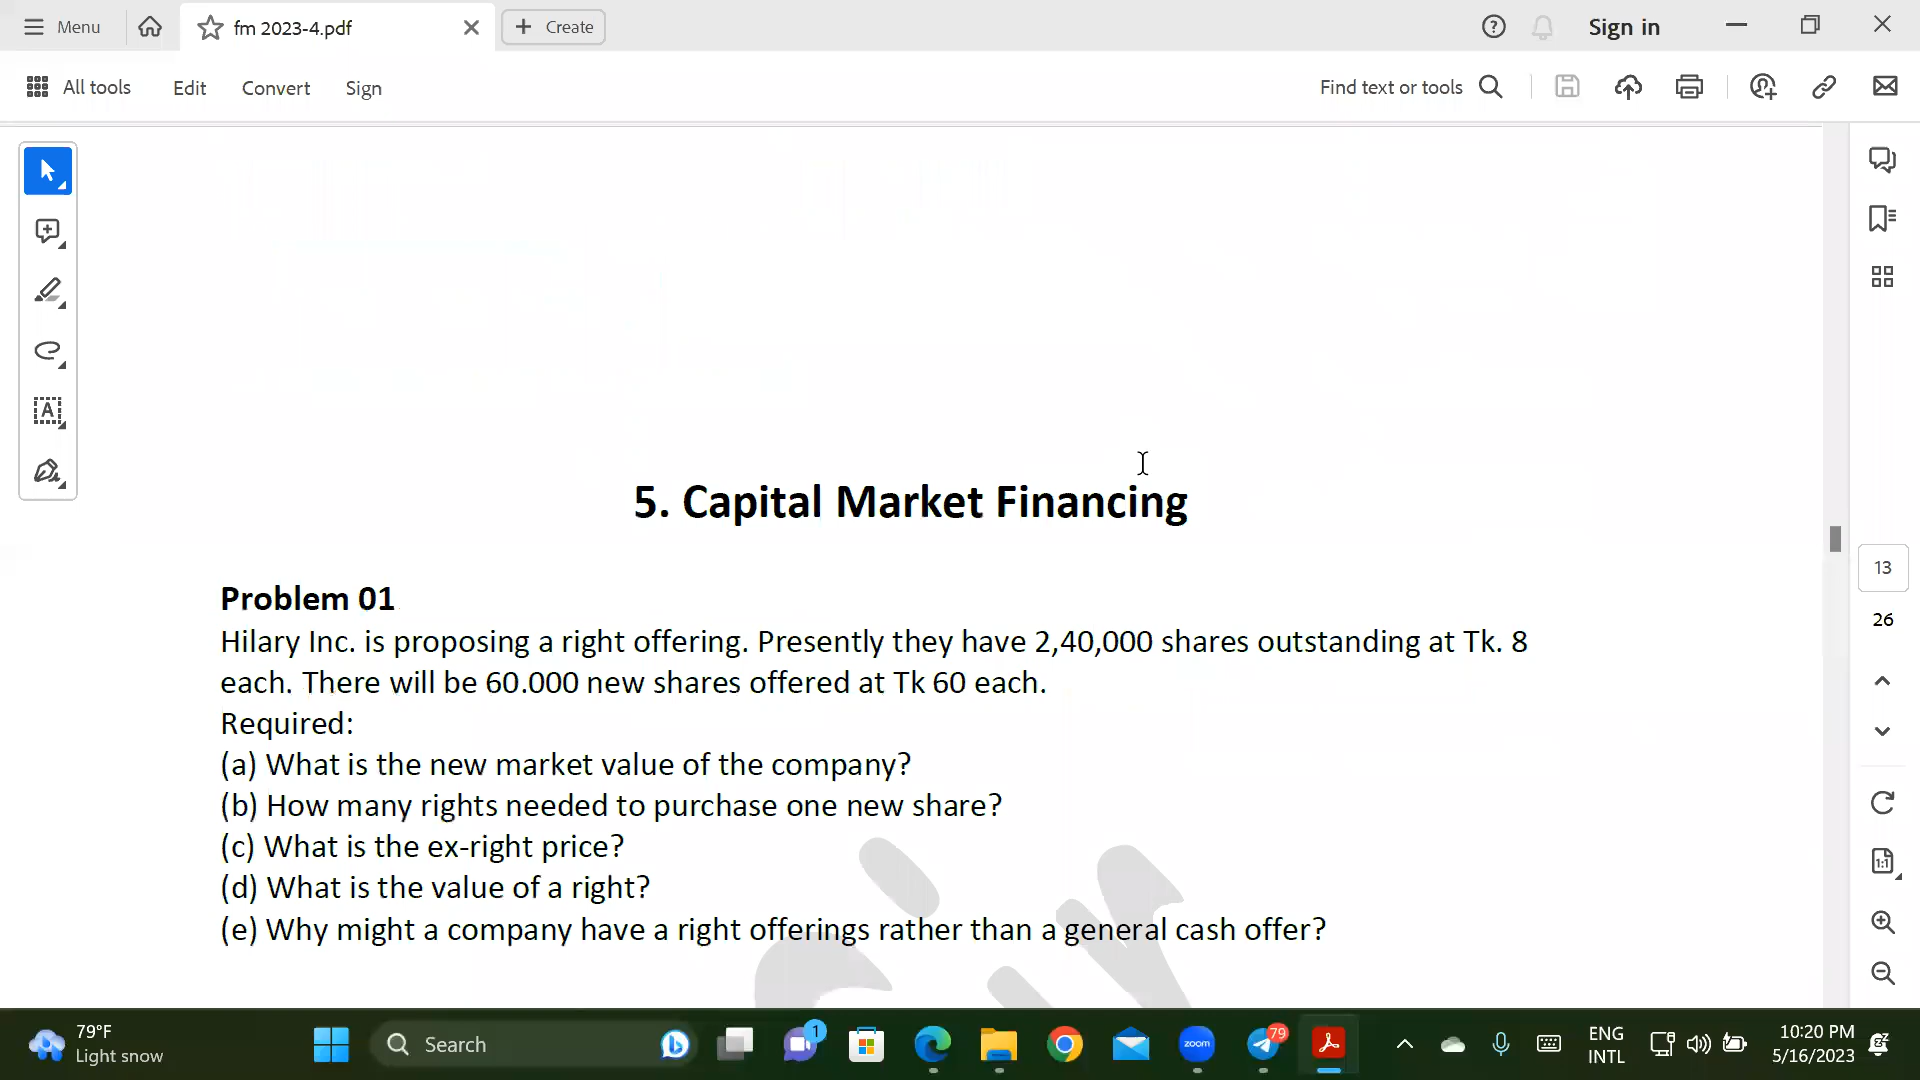 Menu
fm 2023-4.pdf
Create
Sign in
All tools
Edit
Convert
Sign
Find text or tools
5. Capital Market Financing
Problem 01
Hilary Inc. is proposing a right offering. Presently they have 2,40,000 shares outstanding at Tk. 8
each. There will be 60.000 new shares offered at Tk 60 each.
Required:
(a) What is the new market value of the company?
(b) How many rights needed to purchase one new share?
(c) What is the ex-right price?
(d) What is the value of a right?
(e) Why might a company have a right offerings rather than a general cash offer?
13
26
1:1
79°F
Light snow
Search
1
zoom
79
ENG
INTL
10:20 PM
5/16/2023